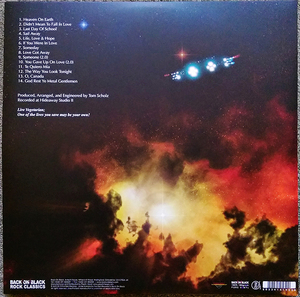 1. Heaven On Earth
2. Didn't Mean To Fall In Love
3. Last Day Of School
4. Sail Away
5. Life, Love & Hope
6. If You Were In Love
7. Someday
8. Love Got Away
9. Someone (2.0)
10. You Gave Up On Love (2.0)
11. Te Quiero Mia
12. The Way You Look Tonight
13. O, Canada
14. God Rest Ye Metal Gentlemen
Produced, Arranged, and Engineered by Tom Scholz
Recorded at Hideaway Studio II
Live Vegetarian;
One of the lives you save may be your own!
BACK ON BLACK
ROCK CLASSICS
BACK ON BLACK